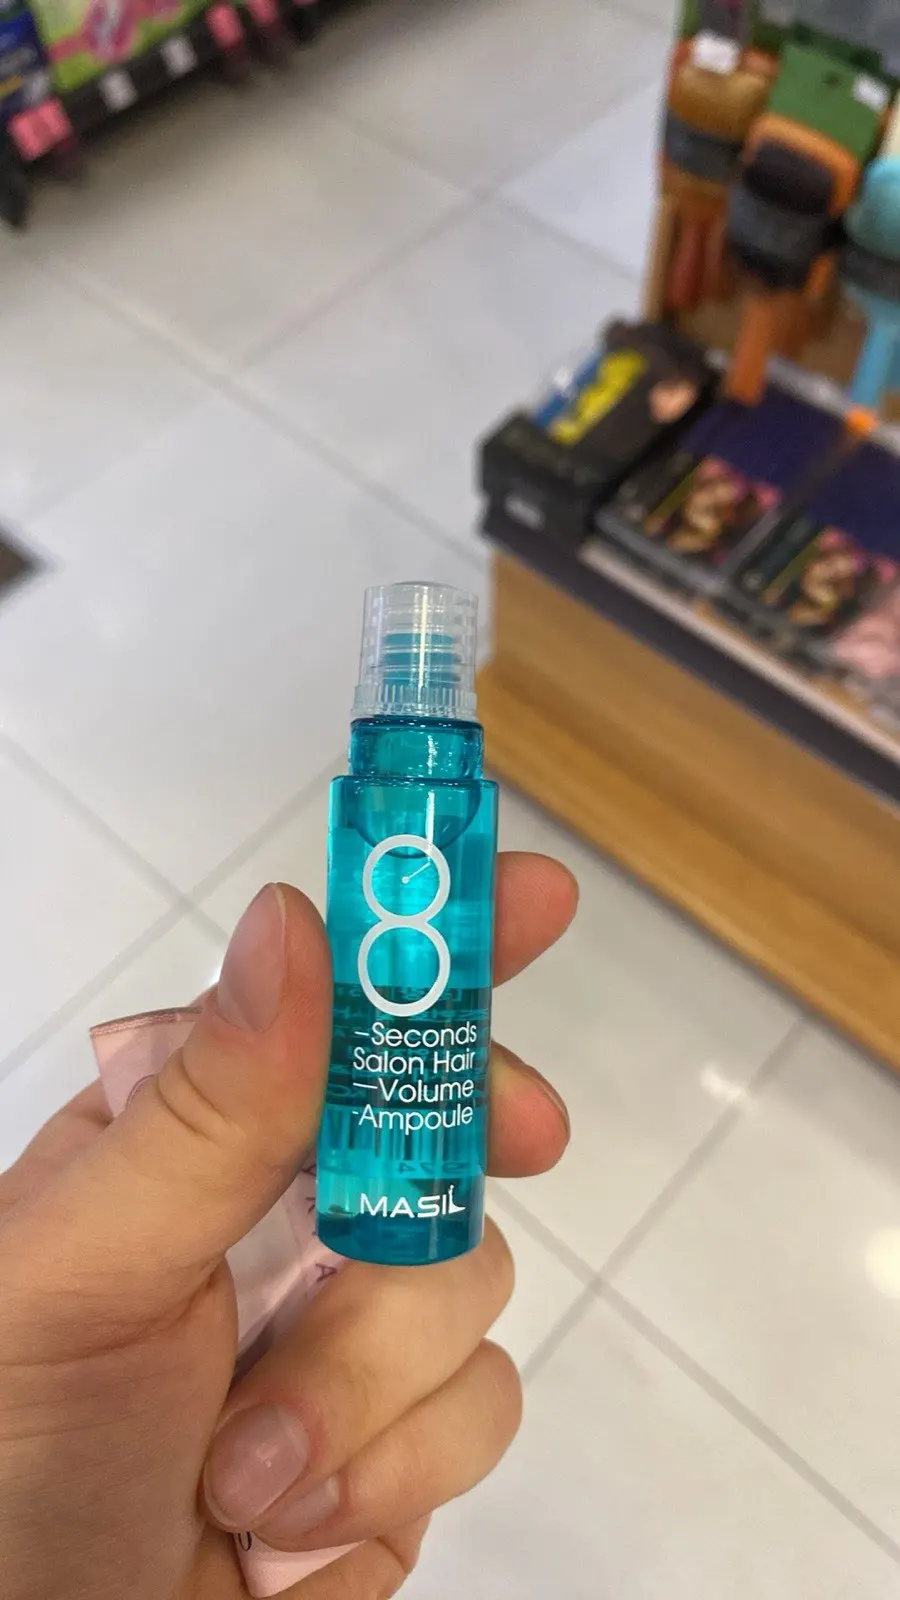 8
–Seconds
Salon Hair
—Volume
-Ampoule
MASIL